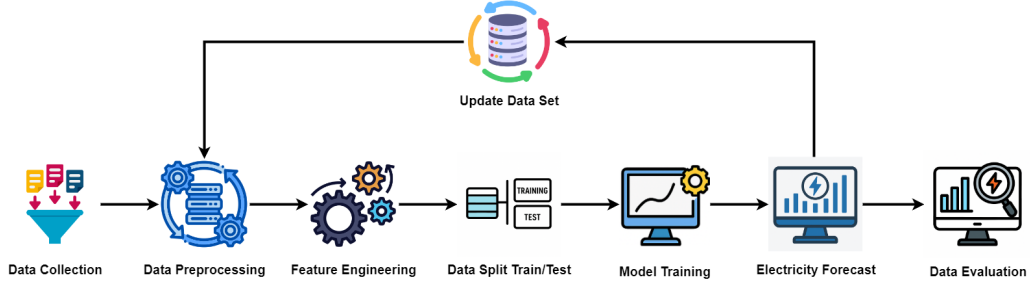 Update Data Set
TRAINING
TEST
Data Collection
Data Preprocessing
Feature Engineering
Data Split Train/Test
Model Training
Electricity Forecast
Data Evaluation